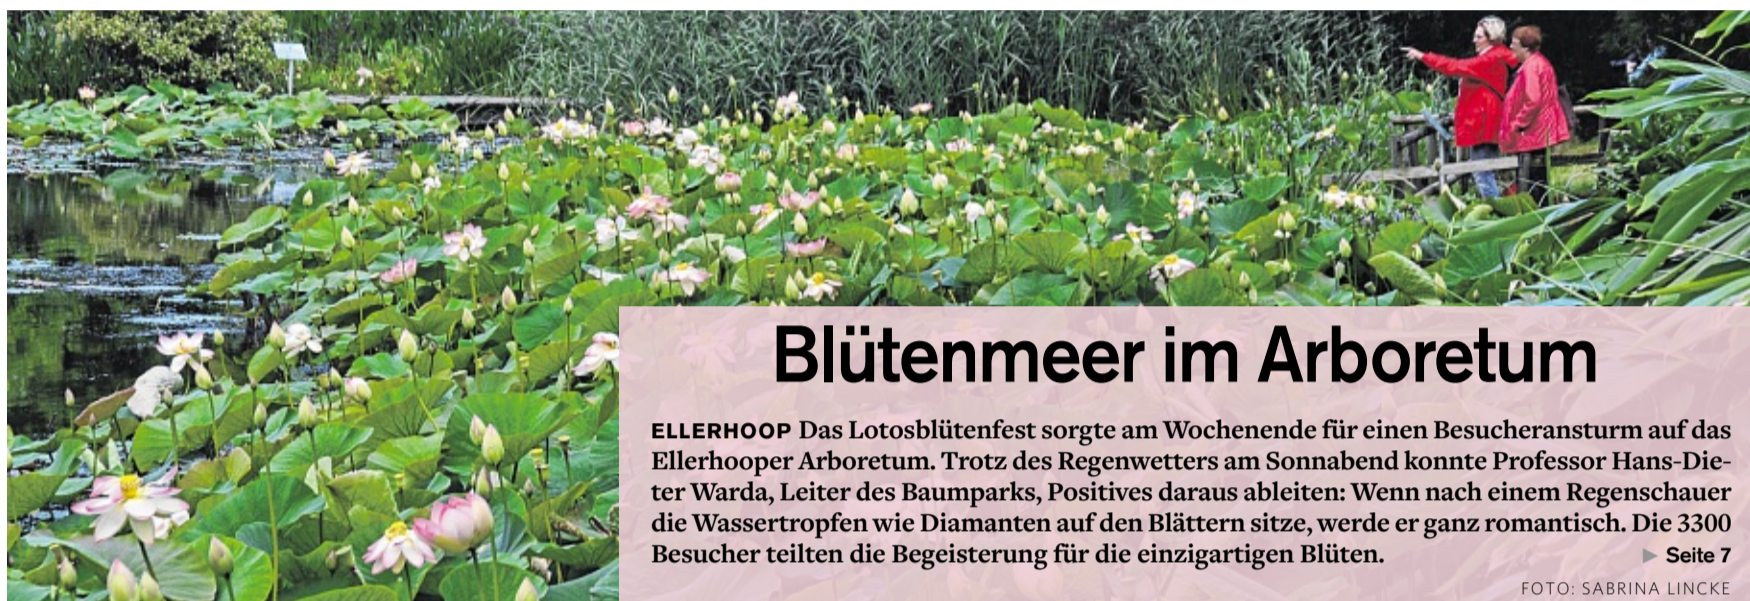 Blütenmeer im Arboretum
ELLERHOOP Das Lotosblütenfest sorgte am Wochenende für einen Besucheransturm auf das
Ellerhooper Arboretum. Trotz des Regenwetters am Sonnabend konnte Professor Hans-Die-
ter Warda, Leiter des Baumparks, Positives daraus ableiten: Wenn nach einem Regenschauer
die Wassertropfen wie Diamanten auf den Blättern sitze, werde er ganz romantisch. Die 3300
Besucher teilten die Begeisterung für die einzigartigen Blüten. ▶ Seite 7
FOTO: SABRINA LINCKE